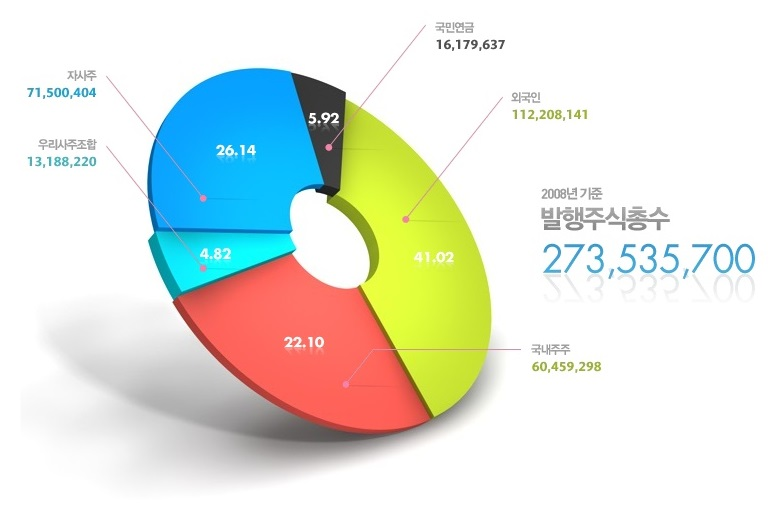 국민연금
16,179,637
자사주
71,500,404
외국인
112,208,141
우리사주조합
13,188,220
5.92
26.14
4.82
41.02
22.10
2008년 기준
발행주식총수
273,535,700
국내주주
60,459,298